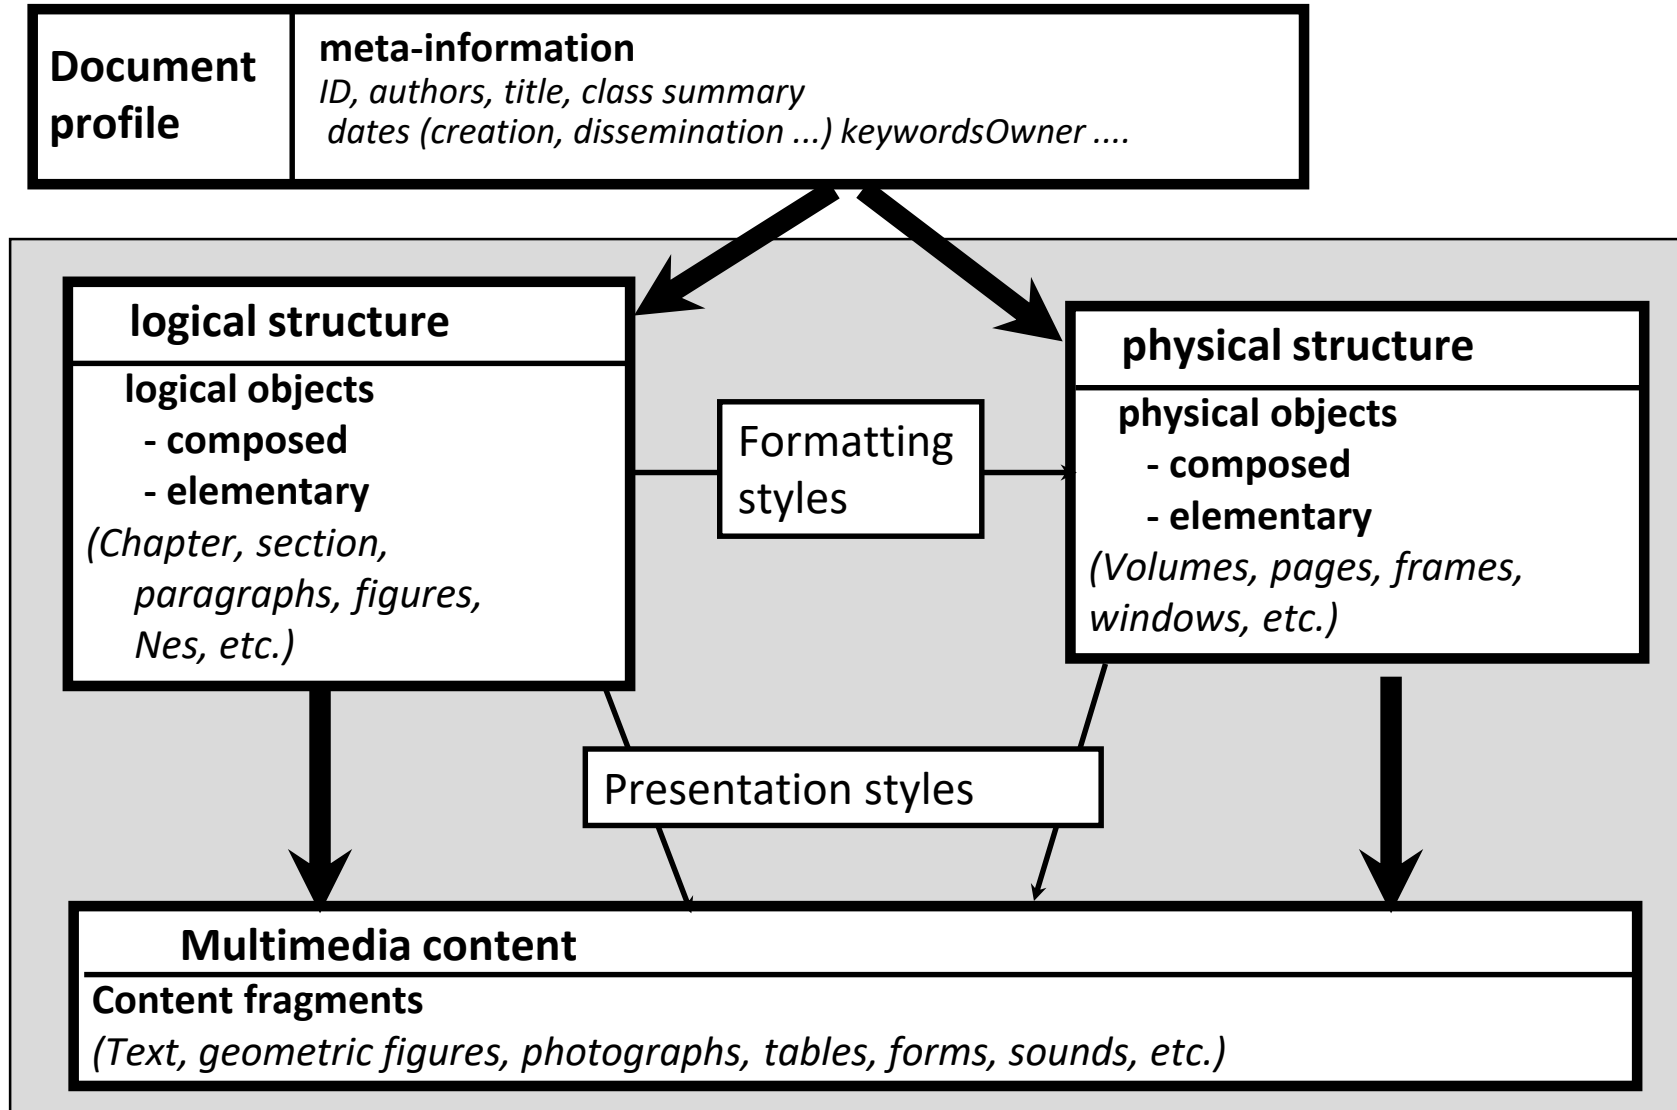 Document
profile
meta-information
ID, authors, title, class summary
dates (creation, dissemination ...) keywordsOwner ....
logical structure
logical objects
- composed
- elementary
(Chapter, section,
paragraphs, figures,
Nes, etc.)
Formatting
styles
physical structure
physical objects
- composed
- elementary
(Volumes, pages, frames,
windows, etc.)
Presentation styles
Multimedia content
Content fragments
(Text, geometric figures, photographs, tables, forms, sounds, etc.)